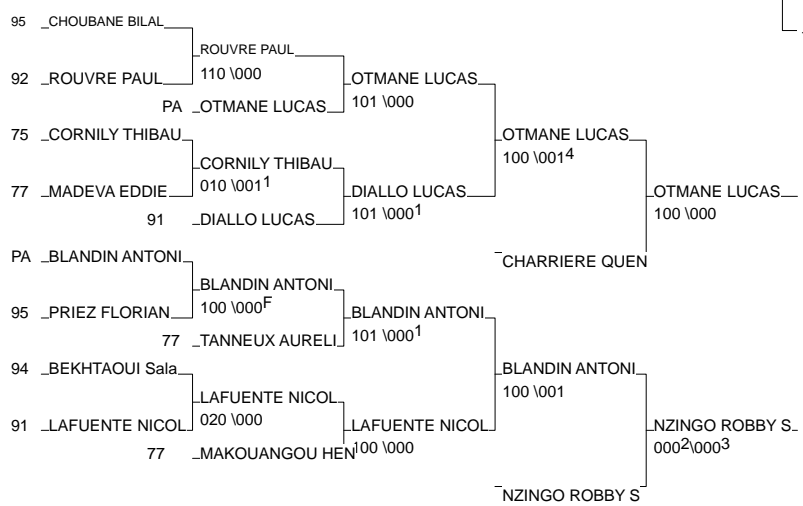 95 CHOUBANE BILAL
ROUVRE PAUL
110 \000
92 ROUVRE PAUL
OTMANE LUCAS
101 \000
PA OTMANE LUCAS
75 CORNILY THIBAU
OTMANE LUCAS
100 \0014
CORNILY THIBAU
010 \0011
77 MADEVA EDDIE
DIALLO LUCAS
101 \0001
OTMANE LUCAS
100 \000
91 DIALLO LUCAS
PA BLANDIN ANTONI
CHARRIERE QUEN
BLANDIN ANTONI
100 \000F
95 PRIEZ FLORIAN
BLANDIN ANTONI
101 \0001
77 TANNEUX AURELI
94 BEKHTAOUI Sala
BLANDIN ANTONI
100 \001
LAFUENTE NICOL
020 \000
91 LAFUENTE NICOL
LAFUENTE NICOL
100 \000
NZINGO ROBBY S
0002\0003
77 MAKOUANGOU HEN
NZINGO ROBBY S